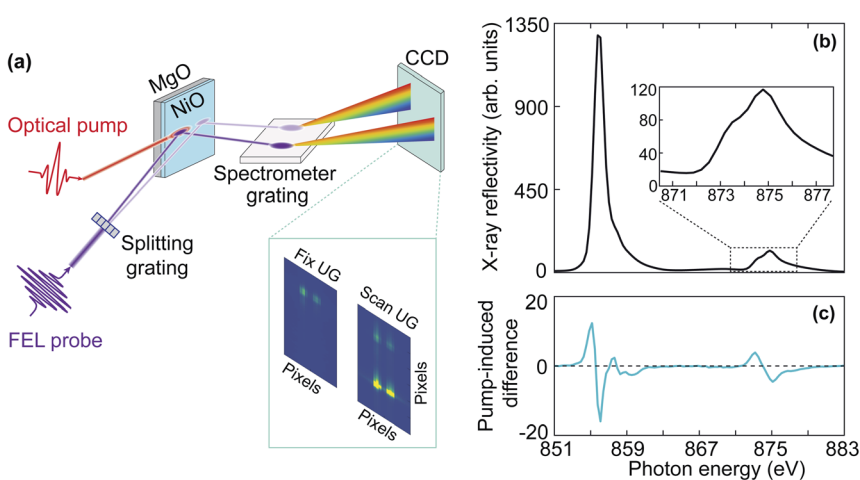 (a)
MgO
NiO
CCD
Optical pump
Spectrometer
grating
Splitting
grating
FEL probe
Fix UG
Scan UG
Pixels
Pixels
Pixels
(b)
X-ray reflectivity (arb. units)
1350
900
450
0
120
80
40
0
871
873
875
877
(c)
Pump-induced
difference
20
0
-20
851
859
867
875
883
Photon energy (eV)